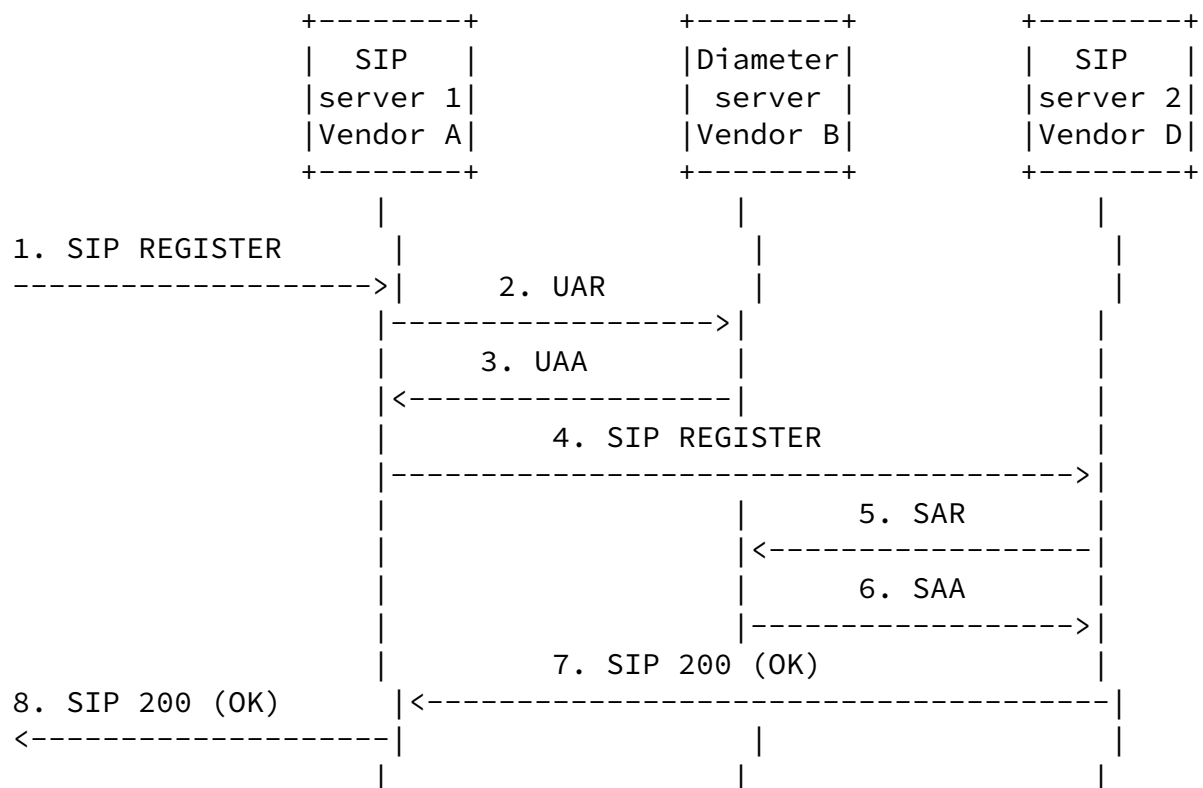 SIP Diameter SIP
server 1 server server 2
Vendor A Vendor B Vendor D
1. SIP REGISTER
2. UAR
3. UAA
4. SIP REGISTER
5. SAR
6. SAA
7. SIP 200 (OK)
8. SIP 200 (OK)